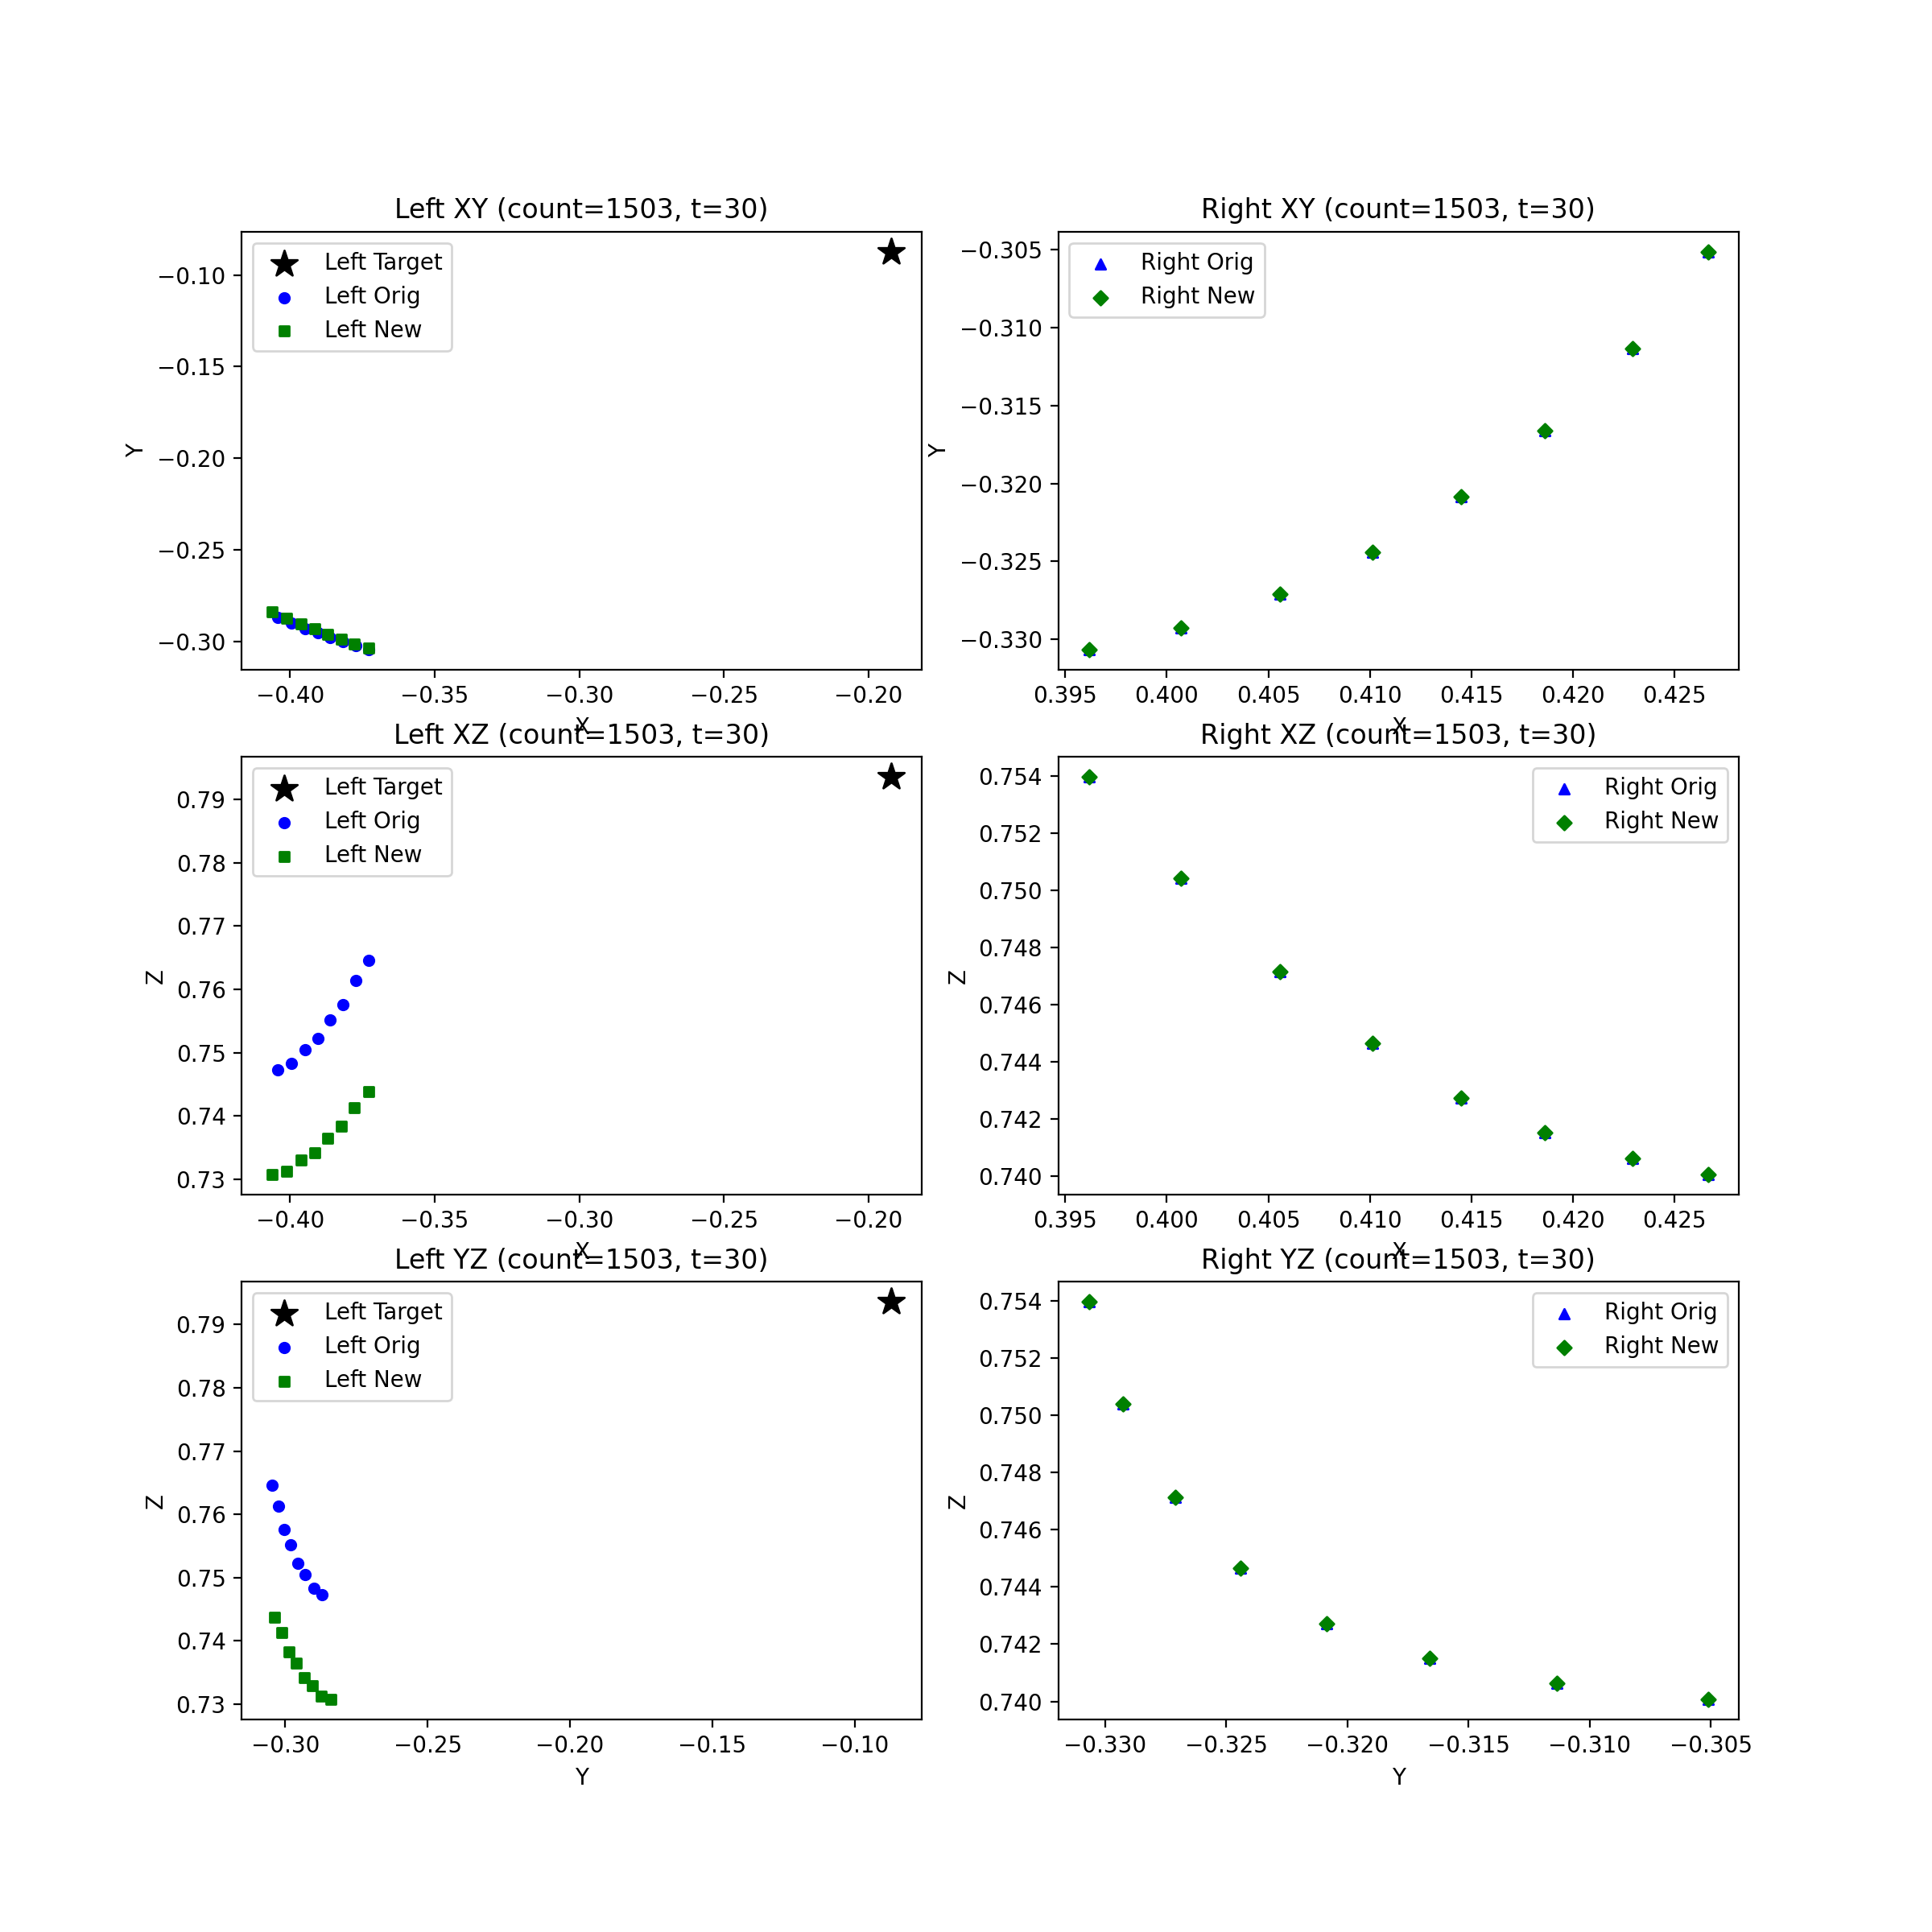 Left XY (count=1503, t=30)
Left Target
Left Orig
Left New
Y
−0.10
−0.15
−0.20
−0.25
−0.30
−0.40
−0.35
−0.30
−0.25
−0.20
X
Right XY (count=1503, t=30)
Right Orig
Right New
Y
−0.305
−0.310
−0.315
−0.320
−0.325
−0.330
0.395
0.400
0.405
0.410
0.415
0.420
0.425
X
Left XZ (count=1503, t=30)
Left Target
Left Orig
Left New
Z
0.79
0.78
0.77
0.76
0.75
0.74
0.73
−0.40
−0.35
−0.30
−0.25
−0.20
X
Right XZ (count=1503, t=30)
Right Orig
Right New
Z
0.754
0.752
0.750
0.748
0.746
0.744
0.742
0.740
0.395
0.400
0.405
0.410
0.415
0.420
0.425
X
Left YZ (count=1503, t=30)
Left Target
Left Orig
Left New
Z
0.79
0.78
0.77
0.76
0.75
0.74
0.73
−0.30
−0.25
−0.20
−0.15
−0.10
Y
Right YZ (count=1503, t=30)
Right Orig
Right New
Z
0.754
0.752
0.750
0.748
0.746
0.744
0.742
0.740
−0.330
−0.325
−0.320
−0.315
−0.310
−0.305
Y